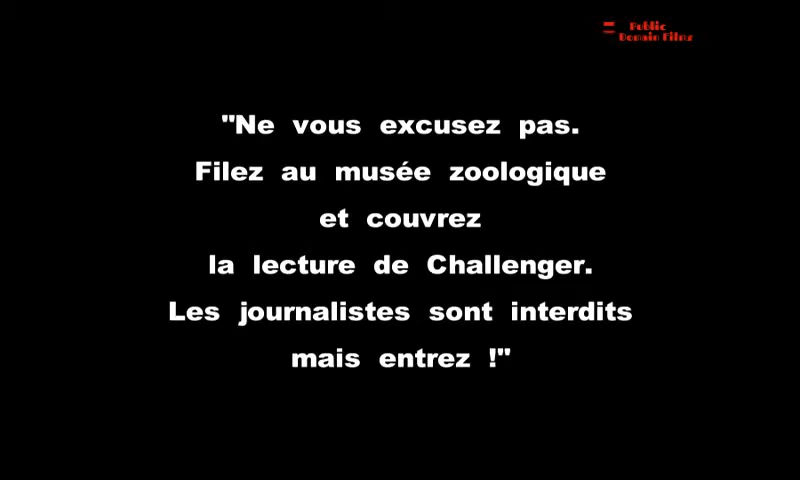 Public
Domain Films
"Ne vous excusez pas.
Filez au musée zoologique
et couvrez
la lecture de Challenger.
Les journalistes sont interdits
mais entrez !"